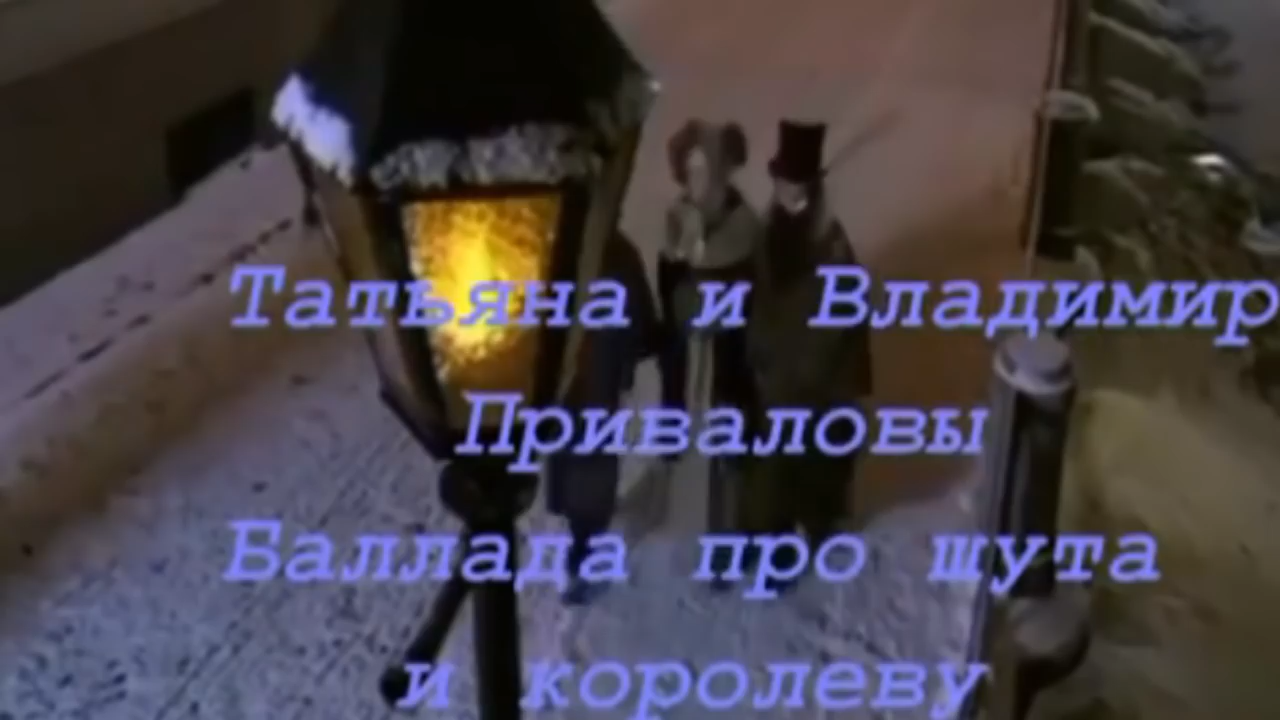 Татьяна и Владимир
Приваловы
Баллада про шута
и королеву